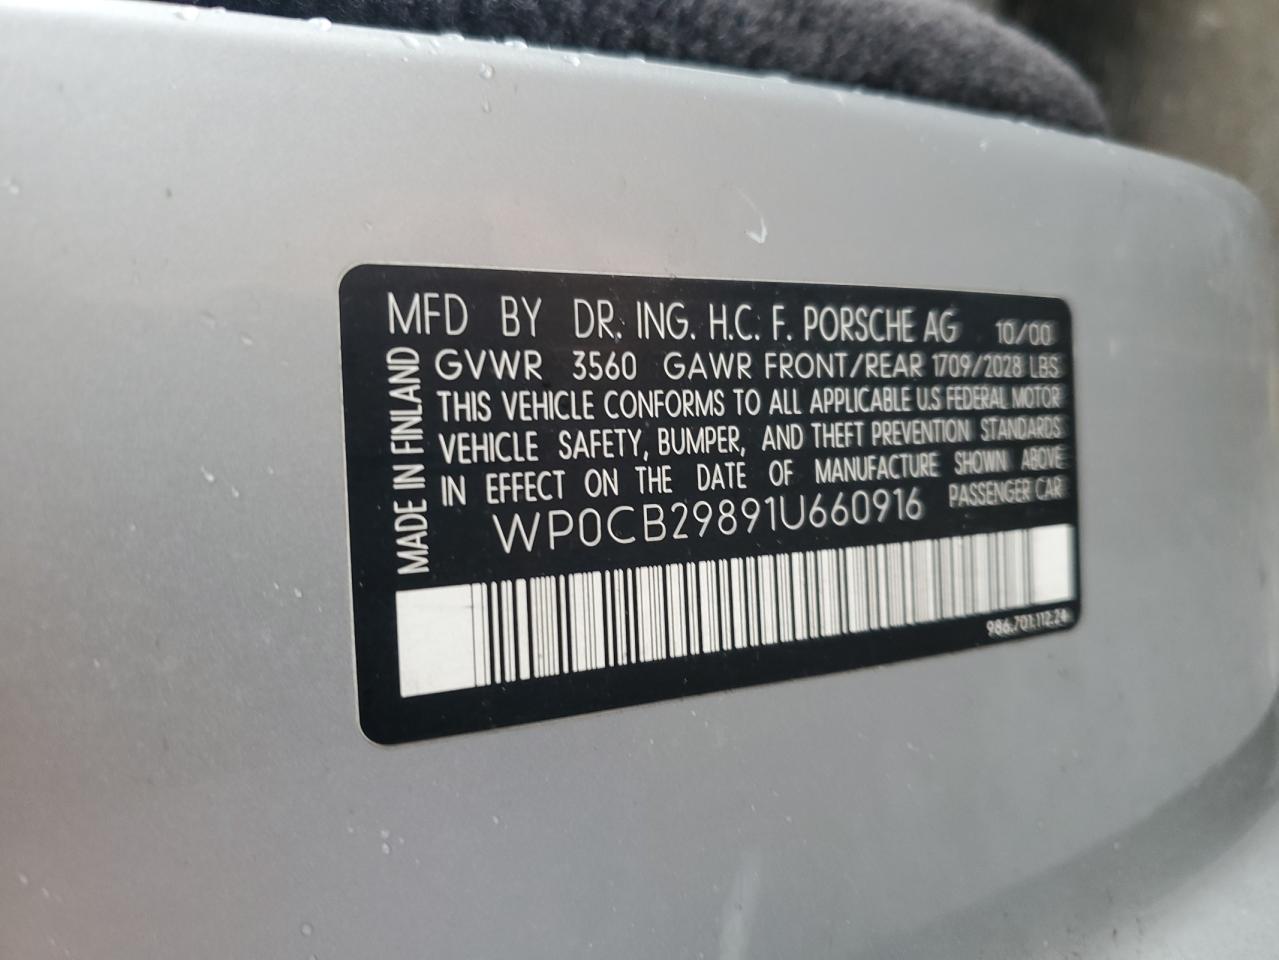 MFD BY DR. ING. H.C. F. PORSCHE AG 10/00
GVWR 3560 GAWR FRONT/REAR 1709/2028 LBS
THIS VEHICLE CONFORMS TO ALL APPLICABLE U.S FEDERAL MOTOR
VEHICLE SAFETY, BUMPER, AND THEFT PREVENTION STANDARDS
IN EFFECT ON THE DATE OF MANUFACTURE SHOWN ABOVE
WP0CB29891U660916 PASSENGER CAR
MADE IN FINLAND
986.701.112.24